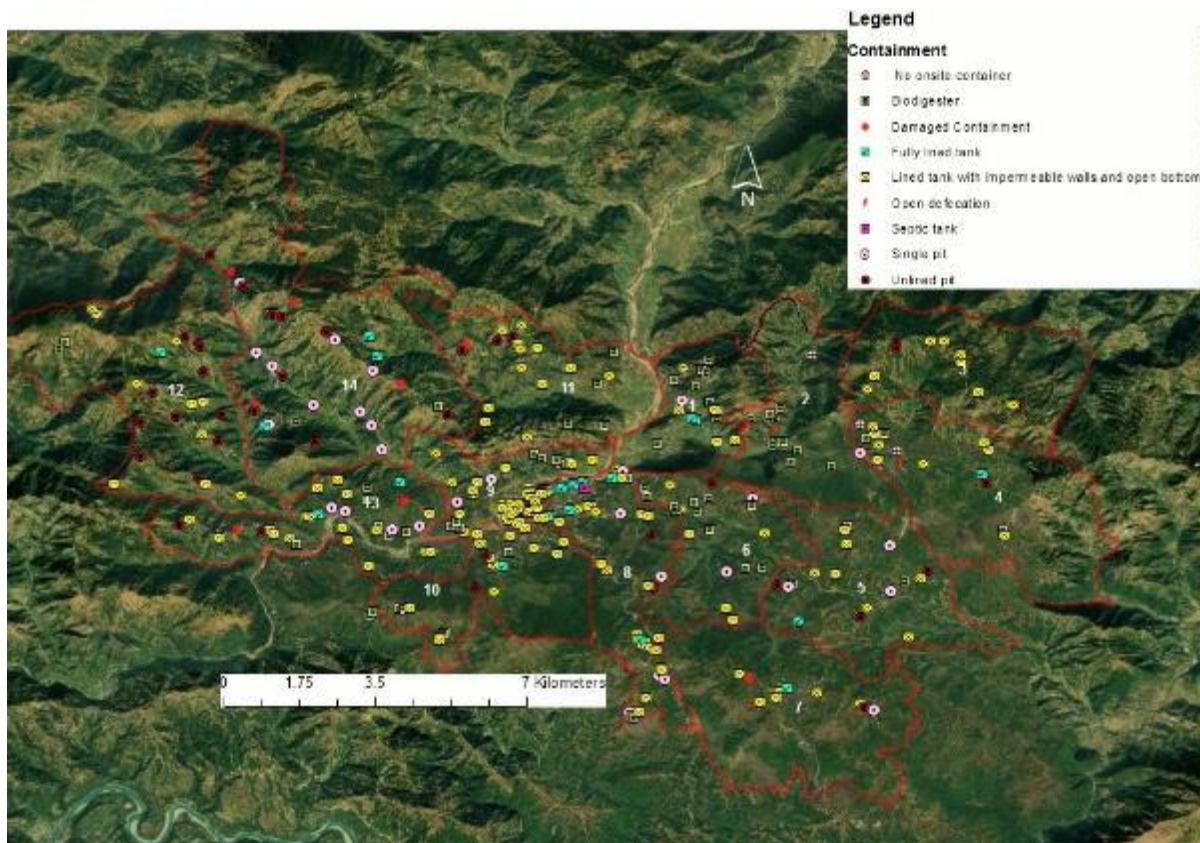 Legend
Containment
No onsite container
Biodigester
Damaged Containment
Fully lined tank
Lined tank with impermeable walls and open bottom
Open defecation
Septic tank
Single pit
Unlined pit
N
3
12
14
11
1
2
4
13
9
6
8
5
10
0 1.75 3.5 7 Kilometers
7